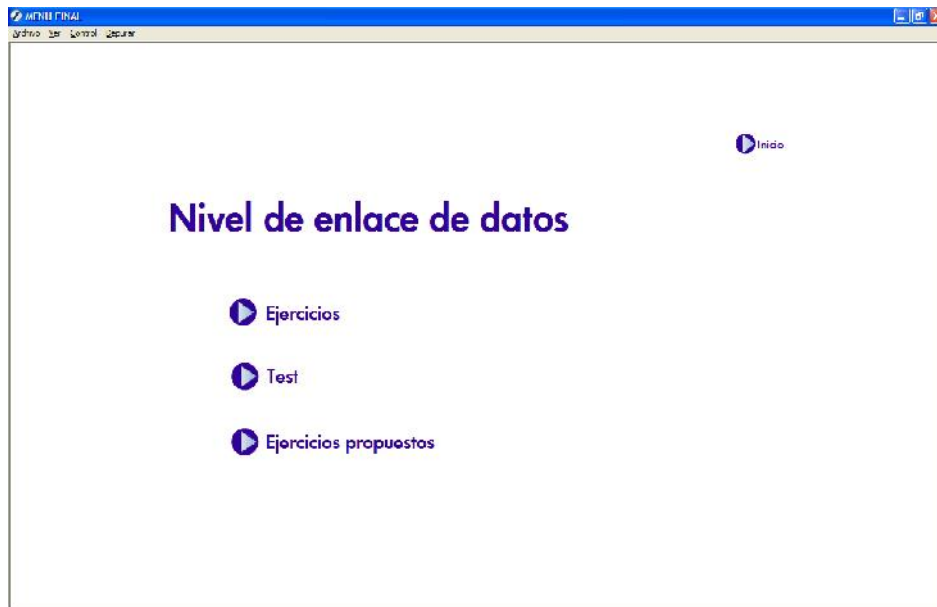 MENU FINAL
Archivo Ver Control Depurar
Inicio
Nivel de enlace de datos
Ejercicios
Test
Ejercicios propuestos